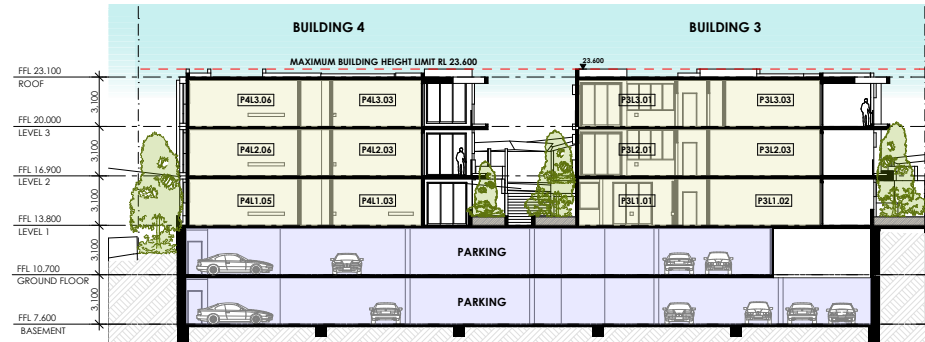 BUILDING 4
BUILDING 3
MAXIMUM BUILDING HEIGHT LIMIT RL 23.600
23.600
FFL 23.100
ROOF
3,100
P4L3.06
P4L3.03
P3L3.01
P3L3.03
FFL 20.000
LEVEL 3
3,100
P4L2.06
P4L2.03
P3L2.01
P3L2.03
FFL 16.900
LEVEL 2
3,100
P4L1.05
P4L1.03
P3L1.01
P3L1.02
FFL 13.800
LEVEL 1
3,100
PARKING
FFL 10.700
GROUND FLOOR
3,100
PARKING
FFL 7.600
BASEMENT